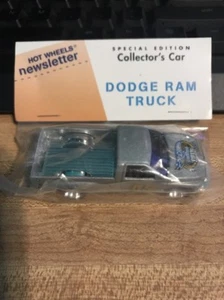 HOT WHEELS
newsletter
SPECIAL EDITION
Collector's Car
DODGE RAM
TRUCK